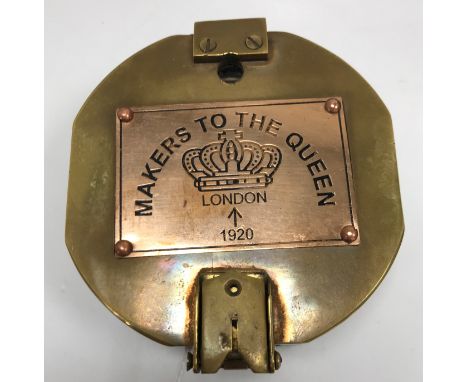 MAKERS TO THE QUEEN
LONDON
1920